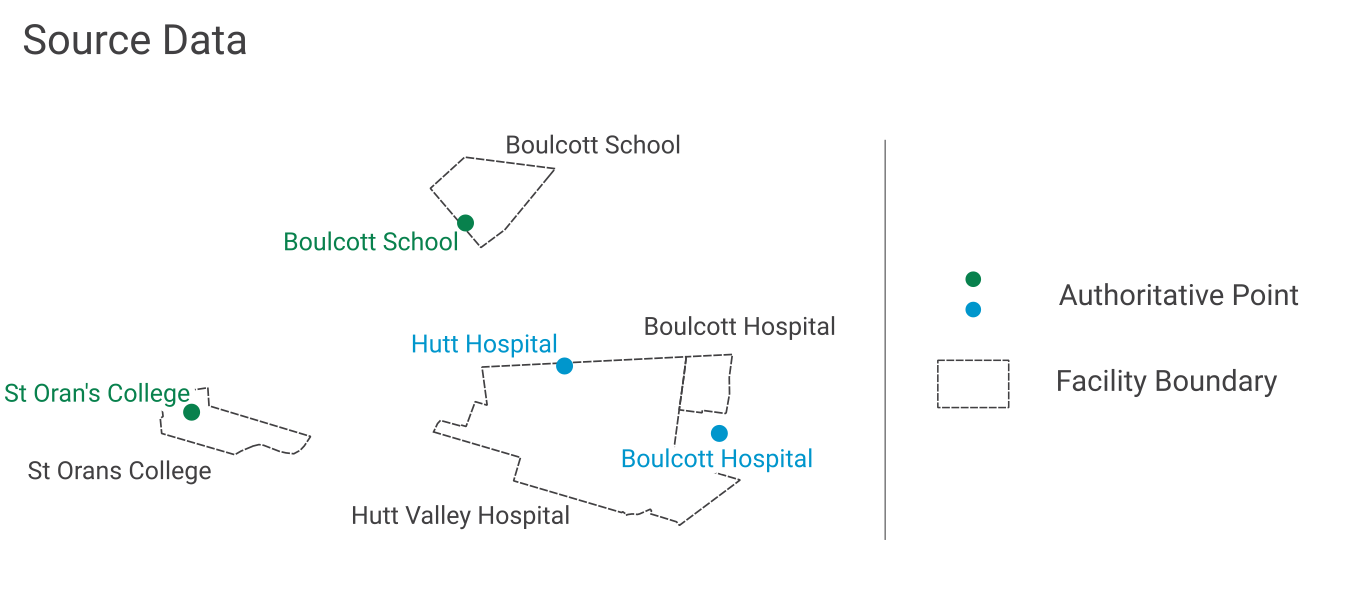 Source Data
Boulcott School
Boulcott School
Boulcott Hospital
Hutt Hospital
St Oran's College
St Orans College
Boulcott Hospital
Hutt Valley Hospital
Authoritative Point
Facility Boundary